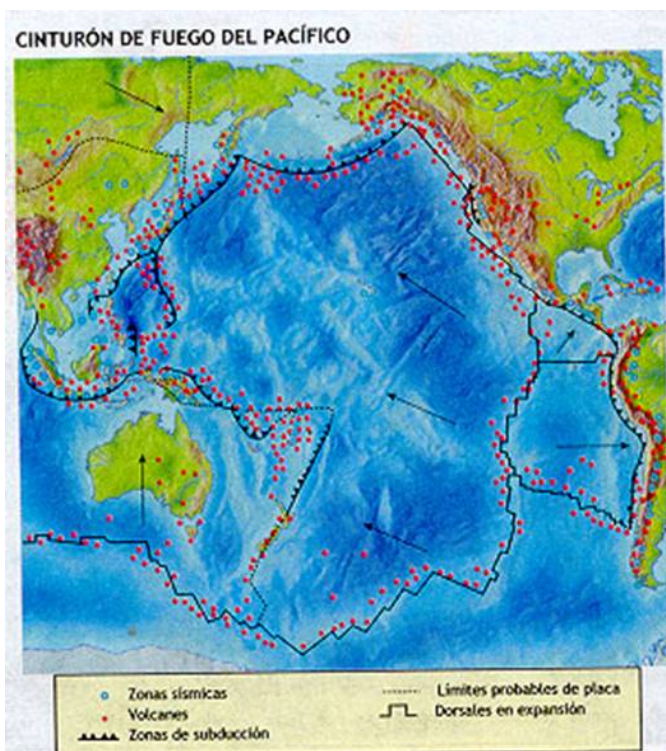 CINTURÓN DE FUEGO DEL PACÍFICO
Zonas sísmicas
Volcanes
Zonas de subducción
Límites probables de placa
Dorsales en expansión